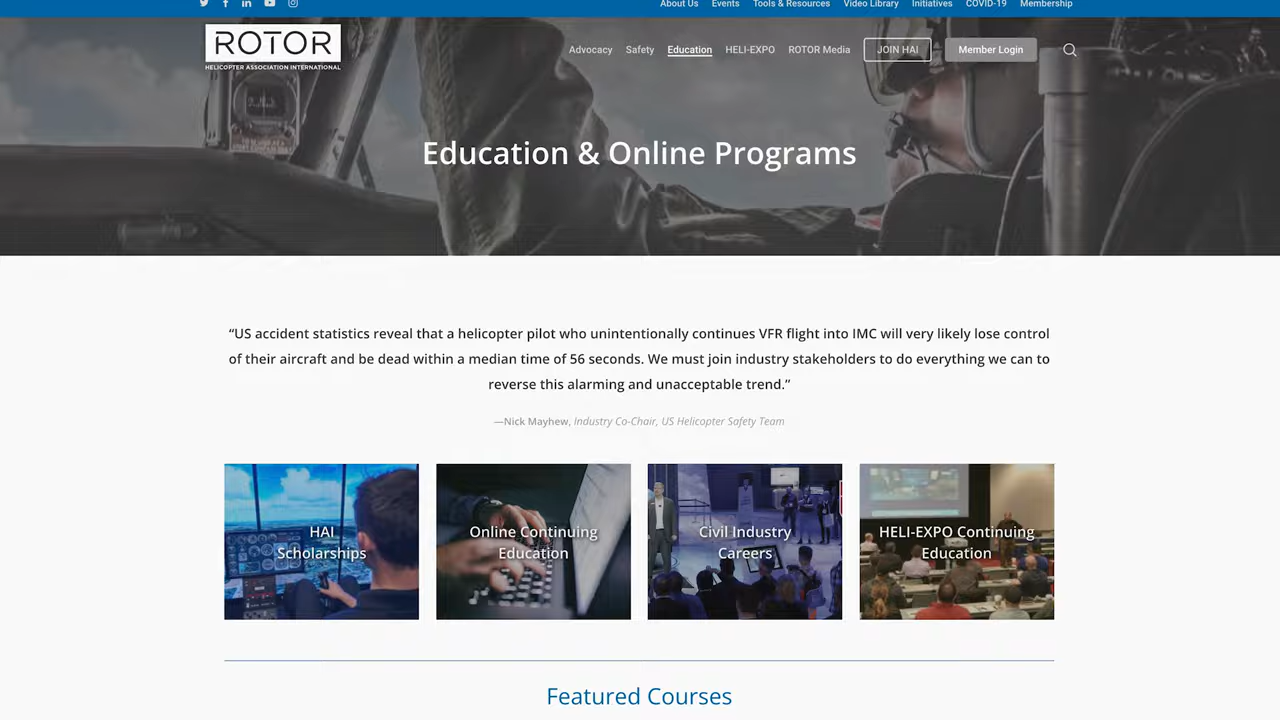 About Us Events Tools & Resources Video Library Initiatives COVID-19 Membership
ROTOR
HELICOPTER ASSOCIATION INTERNATIONAL
Advocacy Safety Education HELI-EXPO ROTOR Media JOIN HAI Member Login
Education & Online Programs
“US accident statistics reveal that a helicopter pilot who unintentionally continues VFR flight into IMC will very likely lose control
of their aircraft and be dead within a median time of 56 seconds. We must join industry stakeholders to do everything we can to
reverse this alarming and unacceptable trend.”
—Nick Mayhew, Industry Co-Chair, US Helicopter Safety Team
HAI
Scholarships
Online Continuing
Education
Civil Industry
Careers
HELI-EXPO Continuing
Education
Featured Courses